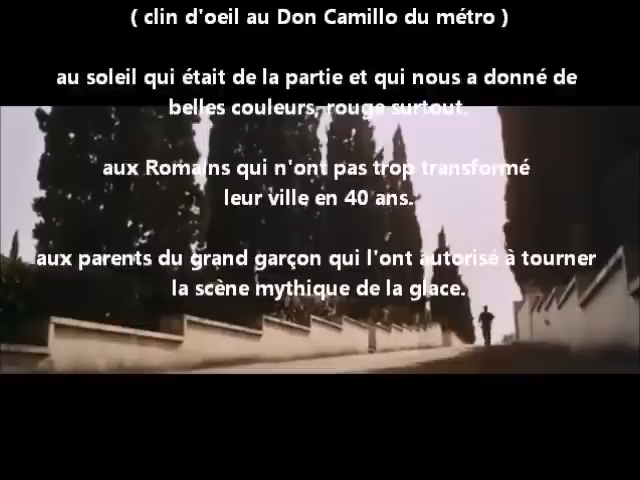 ( clin d'oeil au Don Camillo du métro )
au soleil qui était de la partie et qui nous a donné de
belles couleurs, rouge surtout.
aux Romains qui n'ont pas trop transformé
leur ville en 40 ans.
aux parents du grand garçon qui l'ont autorisé à tourner
la scène mythique de la glace.